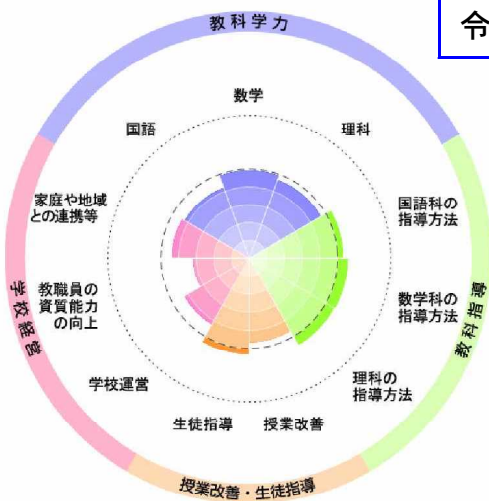 令
教科学力
数学
国語
理科
家庭や地域
との連携等
国語科の
指導方法
教職員の
資質能力
の向上
数学科の
指導方法
学校経営
教科指導
学校運営
理科の
指導方法
生徒指導
授業改善
授業改善・生徒指導